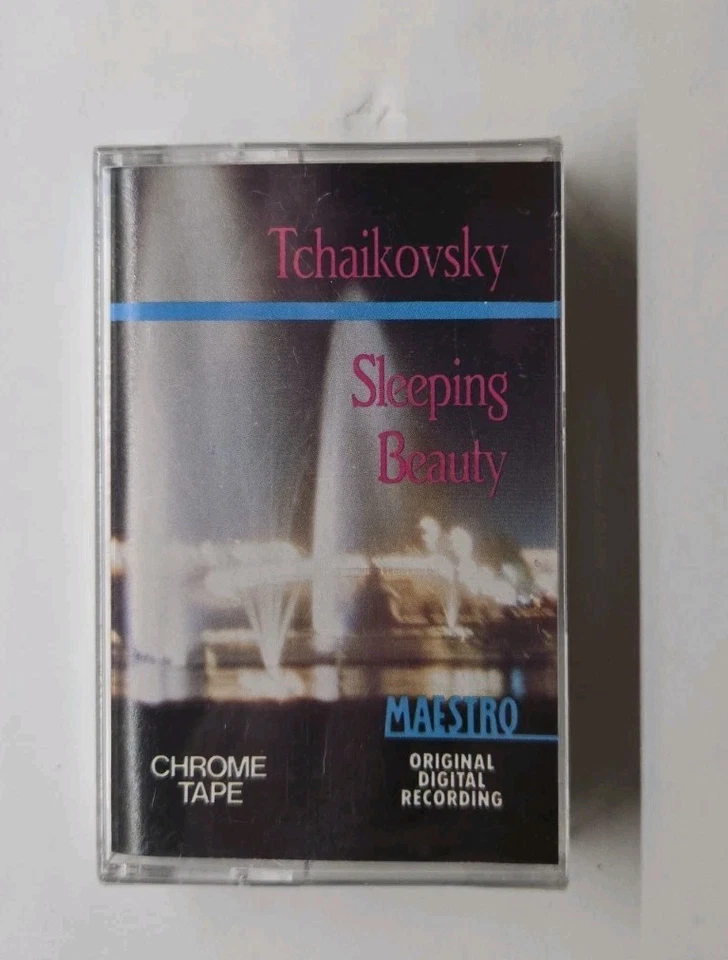 Tchaikovsky
Sleeping
Beauty
MAESTRO
CHROME
TAPE
ORIGINAL
DIGITAL
RECORDING